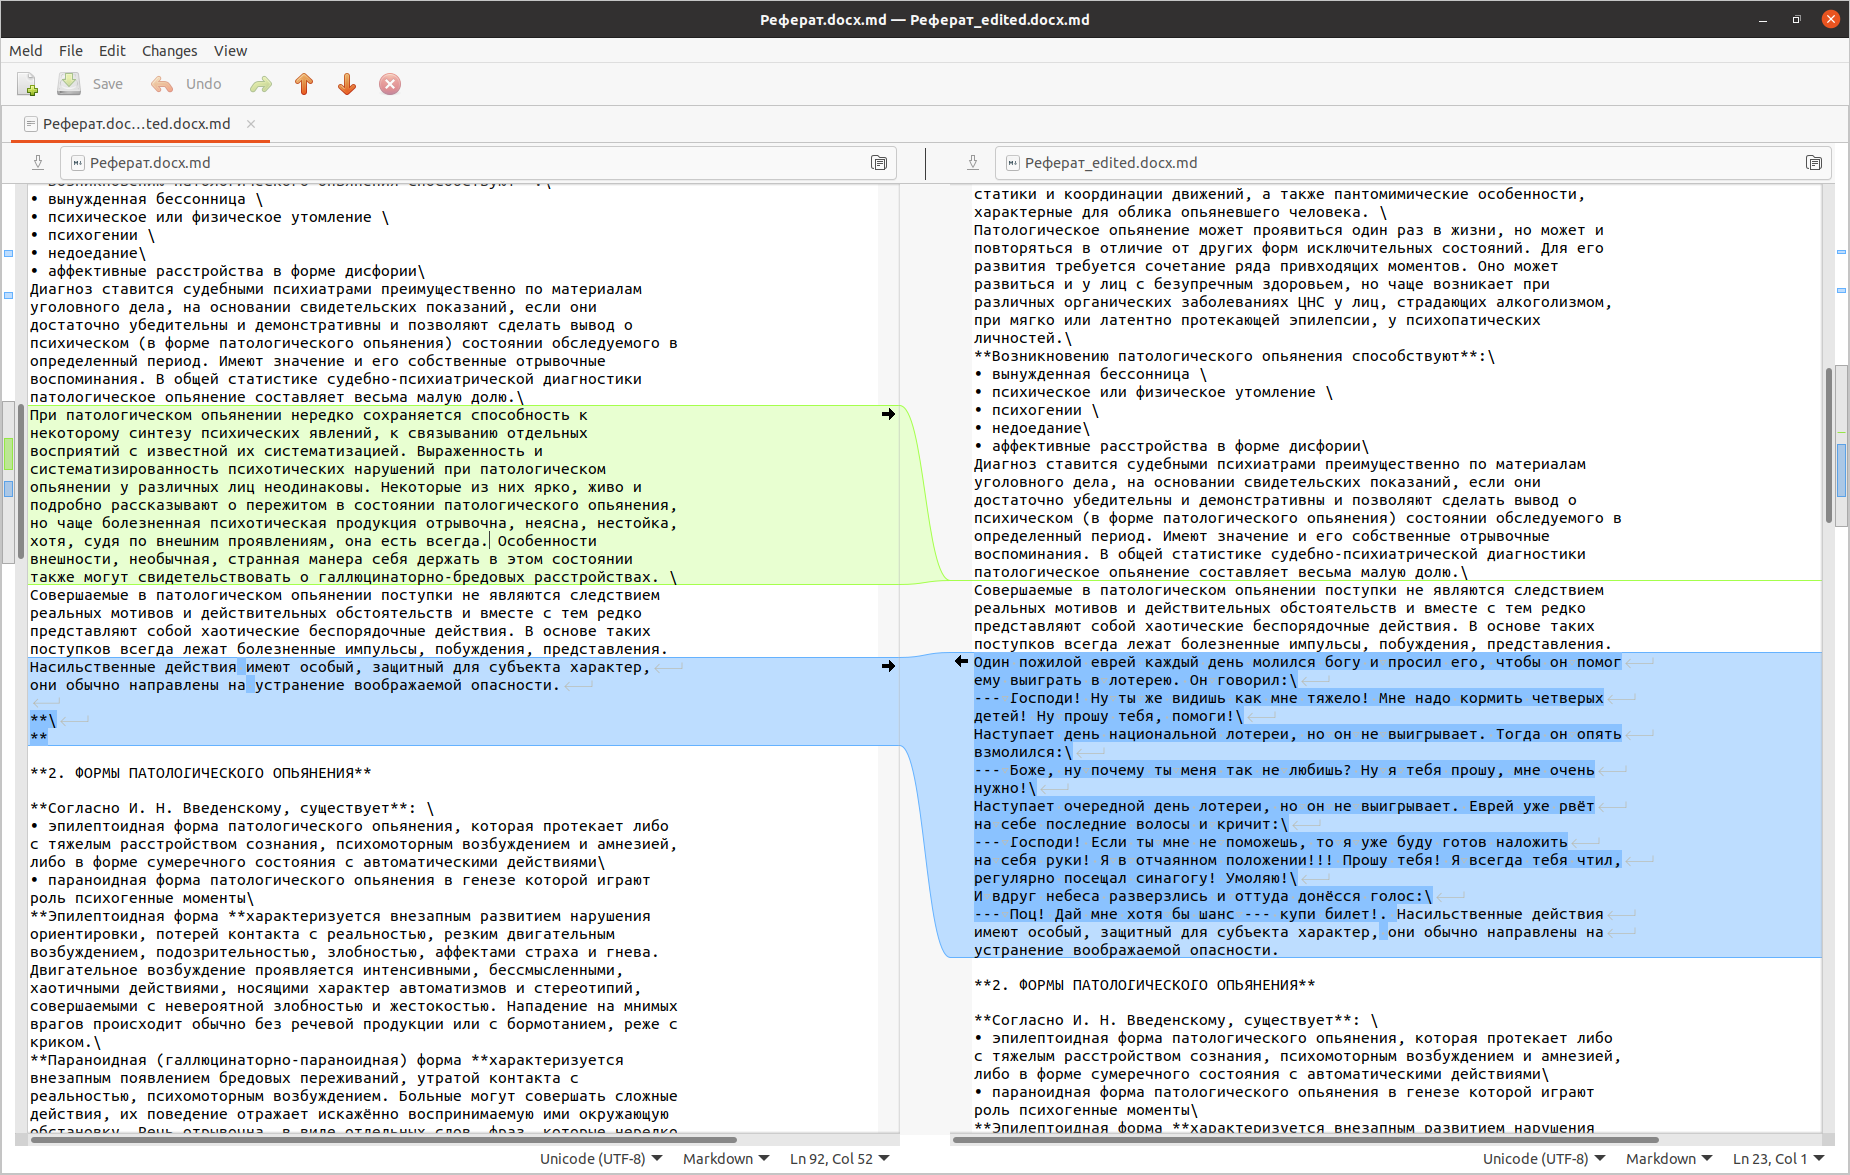 Реферат.docx.md — Реферат_edited.docx.md
Meld File Edit Changes View
Save Undo
Реферат.doc…ted.docx.md
Реферат.docx.md
Возникновению патологического опьянения способствуют**:\
• вынужденная бессонница \
• психическое или физическое утомление \
• психогении \
• недоедание\
• аффективные расстройства в форме дисфории\
Диагноз ставится судебными психиатрами преимущественно по материалам
уголовного дела, на основании свидетельских показаний, если они
достаточно убедительны и демонстративны и позволяют сделать вывод о
психическом (в форме патологического опьянения) состоянии обследуемого в
определенный период. Имеют значение и его собственные отрывочные
воспоминания. В общей статистике судебно-психиатрической диагностики
патологическое опьянение составляет весьма малую долю.\
При патологическом опьянении нередко сохраняется способность к
некоторому синтезу психических явлений, к связыванию отдельных
восприятий с известной их систематизацией. Выраженность и
систематизированность психотических нарушений при патологическом
опьянении у различных лиц неодинаковы. Некоторые из них ярко, живо и
подробно рассказывают о пережитом в состоянии патологического опьянения,
но чаще болезненная психотическая продукция отрывочна, неясна, нестойка,
хотя, судя по внешним проявлениям, она есть всегда. Особенности
внешности, необычная, странная манера себя держать в этом состоянии
также могут свидетельствовать о галлюцинаторно-бредовых расстройствах. \
Совершаемые в патологическом опьянении поступки не являются следствием
реальных мотивов и действительных обстоятельств и вместе с тем редко
представляют собой хаотические беспорядочные действия. В основе таких
поступков всегда лежат болезненные импульсы, побуждения, представления.
Насильственные действия имеют особый, защитный для субъекта характер,
они обычно направлены на устранение воображаемой опасности.
**\
**
**2. ФОРМЫ ПАТОЛОГИЧЕСКОГО ОПЬЯНЕНИЯ**
**Согласно И. Н. Введенскому, существует**: \
• эпилептоидная форма патологического опьянения, которая протекает либо
с тяжелым расстройством сознания, психомоторным возбуждением и амнезией,
либо в форме сумеречного состояния с автоматическими действиями\
• параноидная форма патологического опьянения в генезе которой играют
роль психогенные моменты\
**Эпилептоидная форма **характеризуется внезапным развитием нарушения
ориентировки, потерей контакта с реальностью, резким двигательным
возбуждением, подозрительностью, злобностью, аффектами страха и гнева.
Двигательное возбуждение проявляется интенсивными, бессмысленными,
хаотичными действиями, носящими характер автоматизмов и стереотипий,
совершаемыми с невероятной злобностью и жестокостью. Нападение на мнимых
врагов происходит обычно без речевой продукции или с бормотанием, реже с
криком.\
**Параноидная (галлюцинаторно-параноидная) форма **характеризуется
внезапным появлением бредовых переживаний, утратой контакта с
реальностью, психомоторным возбуждением. Больные могут совершать сложные
действия, их поведение отражает искажённо воспринимаемую ими окружающую
обстановку. Речь отрывочна, в виде отдельных слов, фраз, которые нередко
Unicode (UTF-8) Markdown Ln 92, Col 52
Реферат_edited.docx.md
статики и координации движений, а также пантомимические особенности,
характерные для облика опьяневшего человека. \
Патологическое опьянение может проявиться один раз в жизни, но может и
повторяться в отличие от других форм исключительных состояний. Для его
развития требуется сочетание ряда привходящих моментов. Оно может
развиться и у лиц с безупречным здоровьем, но чаще возникает при
различных органических заболеваниях ЦНС у лиц, страдающих алкоголизмом,
при мягко или латентно протекающей эпилепсии, у психопатических
личностей.\
**Возникновению патологического опьянения способствуют**:\
• вынужденная бессонница \
• психическое или физическое утомление \
• психогении \
• недоедание\
• аффективные расстройства в форме дисфории\
Диагноз ставится судебными психиатрами преимущественно по материалам
уголовного дела, на основании свидетельских показаний, если они
достаточно убедительны и демонстративны и позволяют сделать вывод о
психическом (в форме патологического опьянения) состоянии обследуемого в
определенный период. Имеют значение и его собственные отрывочные
воспоминания. В общей статистике судебно-психиатрической диагностики
патологическое опьянение составляет весьма малую долю.\
Совершаемые в патологическом опьянении поступки не являются следствием
реальных мотивов и действительных обстоятельств и вместе с тем редко
представляют собой хаотические беспорядочные действия. В основе таких
поступков всегда лежат болезненные импульсы, побуждения, представления.
Один пожилой еврей каждый день молился богу и просил его, чтобы он помог
ему выиграть в лотерею. Он говорил:\
--- Господи! Ну ты же видишь как мне тяжело! Мне надо кормить четверых
детей! Ну прошу тебя, помоги!\
Наступает день национальной лотереи, но он не выигрывает. Тогда он опять
взмолился:\
--- Боже, ну почему ты меня так не любишь? Ну я тебя прошу, мне очень
нужно!\
Наступает очередной день лотереи, но он не выигрывает. Еврей уже рвёт
на себе последние волосы и кричит:\
--- Господи! Если ты мне не поможешь, то я уже буду готов наложить
на себя руки! Я в отчаянном положении!!! Прошу тебя! Я всегда тебя чтил,
регулярно посещал синагогу! Умоляю!\
И вдруг небеса разверзлись и оттуда донёсся голос:\
--- Поц! Дай мне хотя бы шанс --- купи билет!. Насильственные действия
имеют особый, защитный для субъекта характер, они обычно направлены на
устранение воображаемой опасности.
**2. ФОРМЫ ПАТОЛОГИЧЕСКОГО ОПЬЯНЕНИЯ**
**Согласно И. Н. Введенскому, существует**: \
• эпилептоидная форма патологического опьянения, которая протекает либо
с тяжелым расстройством сознания, психомоторным возбуждением и амнезией,
либо в форме сумеречного состояния с автоматическими действиями\
• параноидная форма патологического опьянения в генезе которой играют
роль психогенные моменты\
**Эпилептоидная форма **характеризуется внезапным развитием нарушения
Unicode (UTF-8) Markdown Ln 23, Col 1